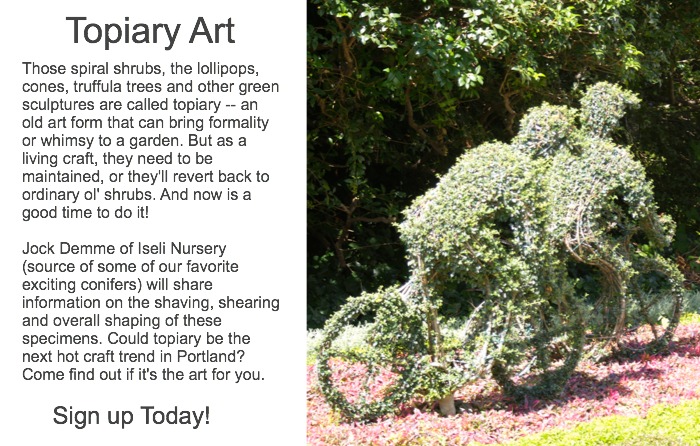 Topiary Art
Those spiral shrubs, the lollipops,
cones, truffula trees and other green
sculptures are called topiary -- an
old art form that can bring formality
or whimsy to a garden. But as a
living craft, they need to be
maintained, or they'll revert back to
ordinary ol' shrubs. And now is a
good time to do it!
Jock Demme of Iseli Nursery
(source of some of our favorite
exciting conifers) will share
information on the shaving, shearing
and overall shaping of these
specimens. Could topiary be the
next hot craft trend in Portland?
Come find out if it's the art for you.
Sign up Today!